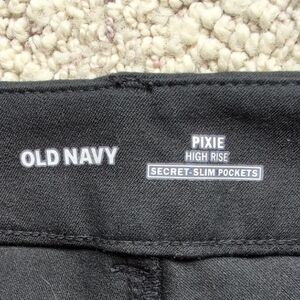 OLD NAVY
PIXIE
HIGH RISE
SECRET-SLIM POCKETS